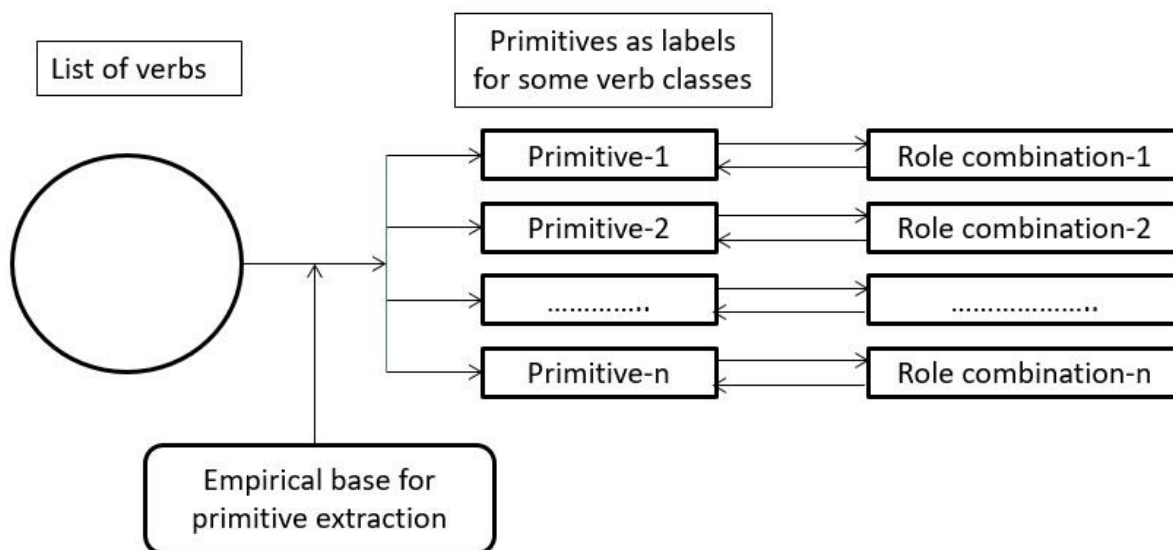 List of verbs
Primitives as labels
for some verb classes
Primitive-1
Role combination-1
Primitive-2
Role combination-2
…………..
………………..
Primitive-n
Role combination-n
Empirical base for
primitive extraction